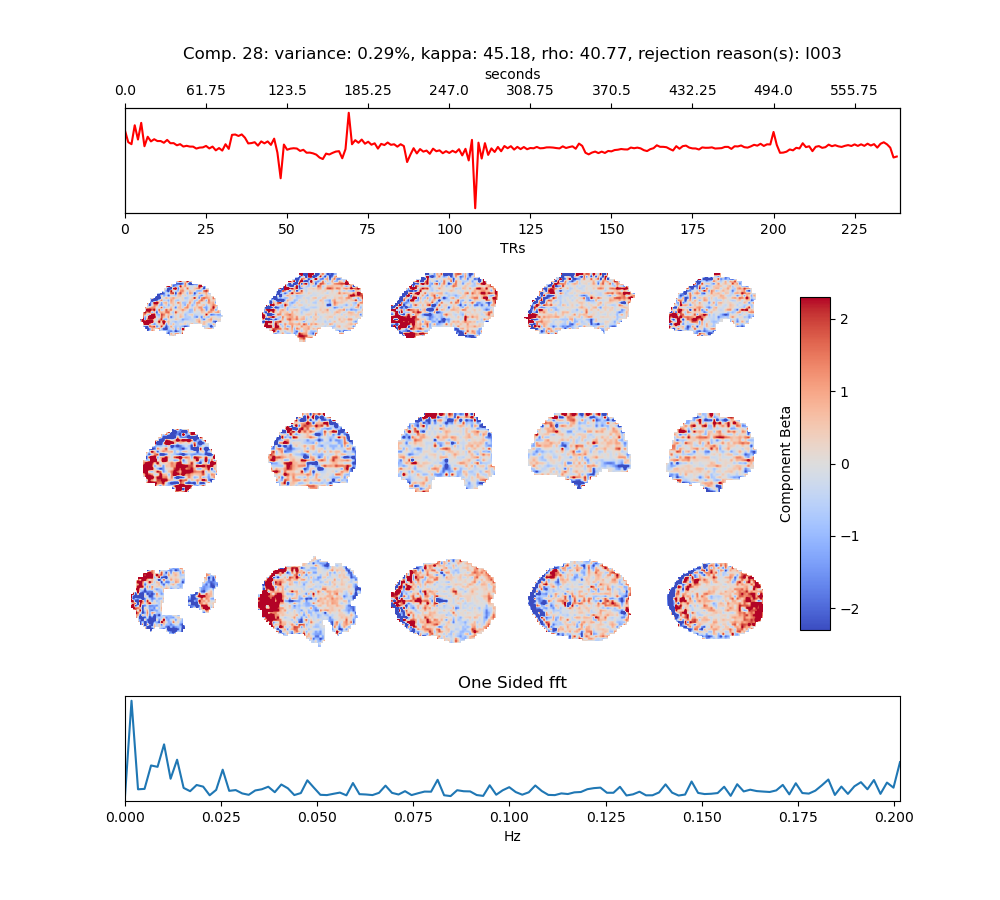 Comp. 28: variance: 0.29%, kappa: 45.18, rho: 40.77, rejection reason(s): I003
seconds
0.0 61.75 123.5 185.25 247.0 308.75 370.5 432.25 494.0 555.75
0 25 50 75 100 125 150 175 200 225
TRs
2
1
0
−1
−2
Component Beta
One Sided fft
0.000 0.025 0.050 0.075 0.100 0.125 0.150 0.175 0.200
Hz